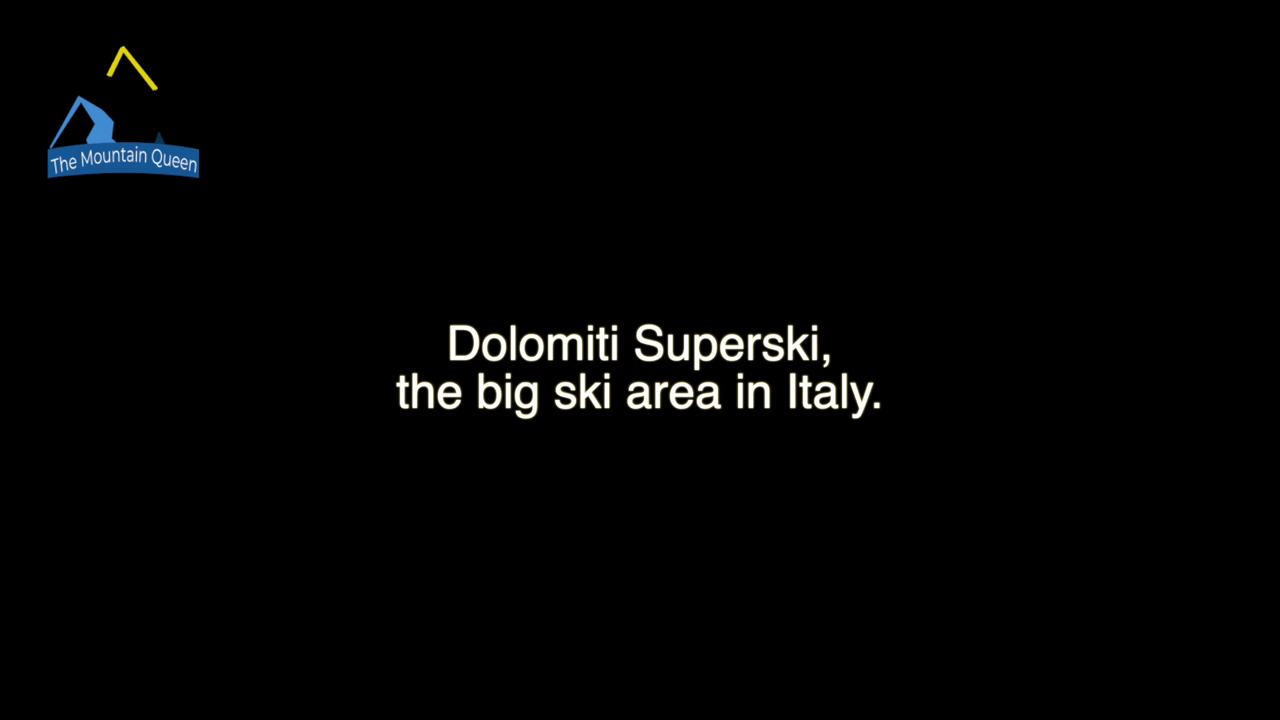 The Mountain Queen
Dolomiti Superski,
the big ski area in Italy.